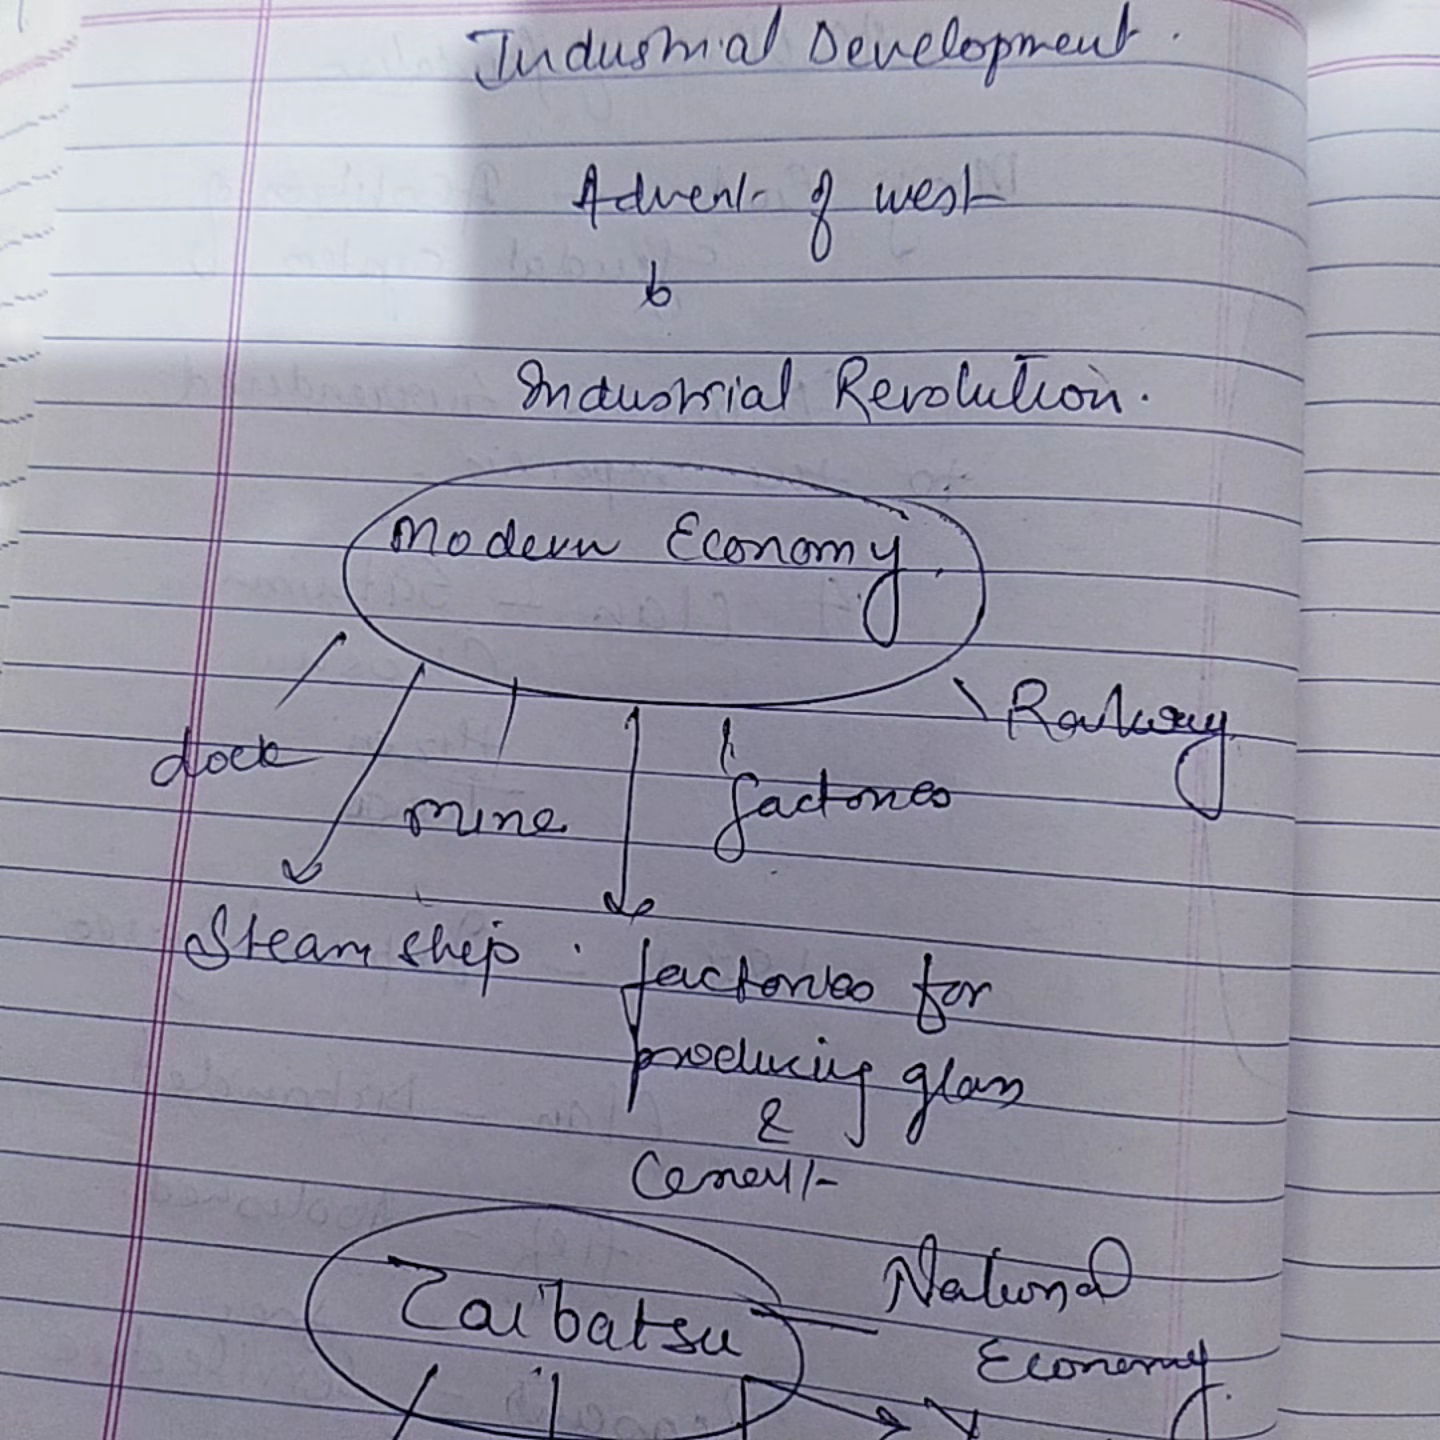 Industrial Development.
Advent of west
Industrial Revolution.
Modern Economy.
dock
mine
factories
Railway
Steam ship.
factories for
producing glass
&
Cement
Zaibatsu
National
Economy.